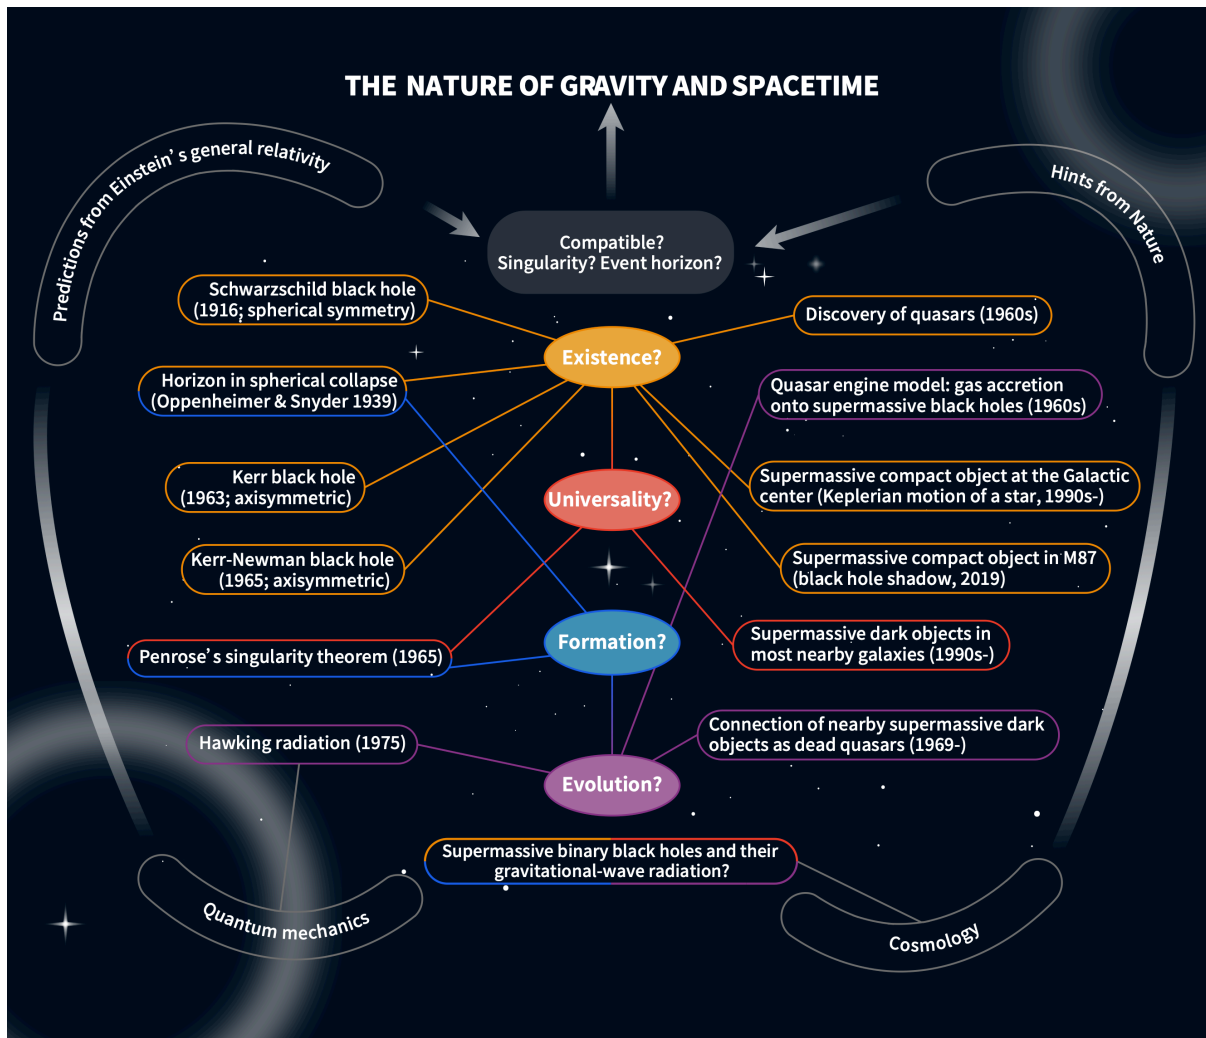 THE NATURE OF GRAVITY AND SPACETIME
Predictions from Einstein’s general relativity
Hints from Nature
Compatible?
Singularity? Event horizon?
Schwarzschild black hole
(1916; spherical symmetry)
Discovery of quasars (1960s)
Existence?
Horizon in spherical collapse
(Oppenheimer & Snyder 1939)
Quasar engine model: gas accretion
onto supermassive black holes (1960s)
Kerr black hole
(1963; axisymmetric)
Supermassive compact object at the Galactic
center (Keplerian motion of a star, 1990s-)
Universality?
Kerr-Newman black hole
(1965; axisymmetric)
Supermassive compact object in M87
(black hole shadow, 2019)
Formation?
Penrose’s singularity theorem (1965)
Supermassive dark objects in
most nearby galaxies (1990s-)
Hawking radiation (1975)
Connection of nearby supermassive dark
objects as dead quasars (1969-)
Evolution?
Supermassive binary black holes and their
gravitational-wave radiation?
Quantum mechanics
Cosmology